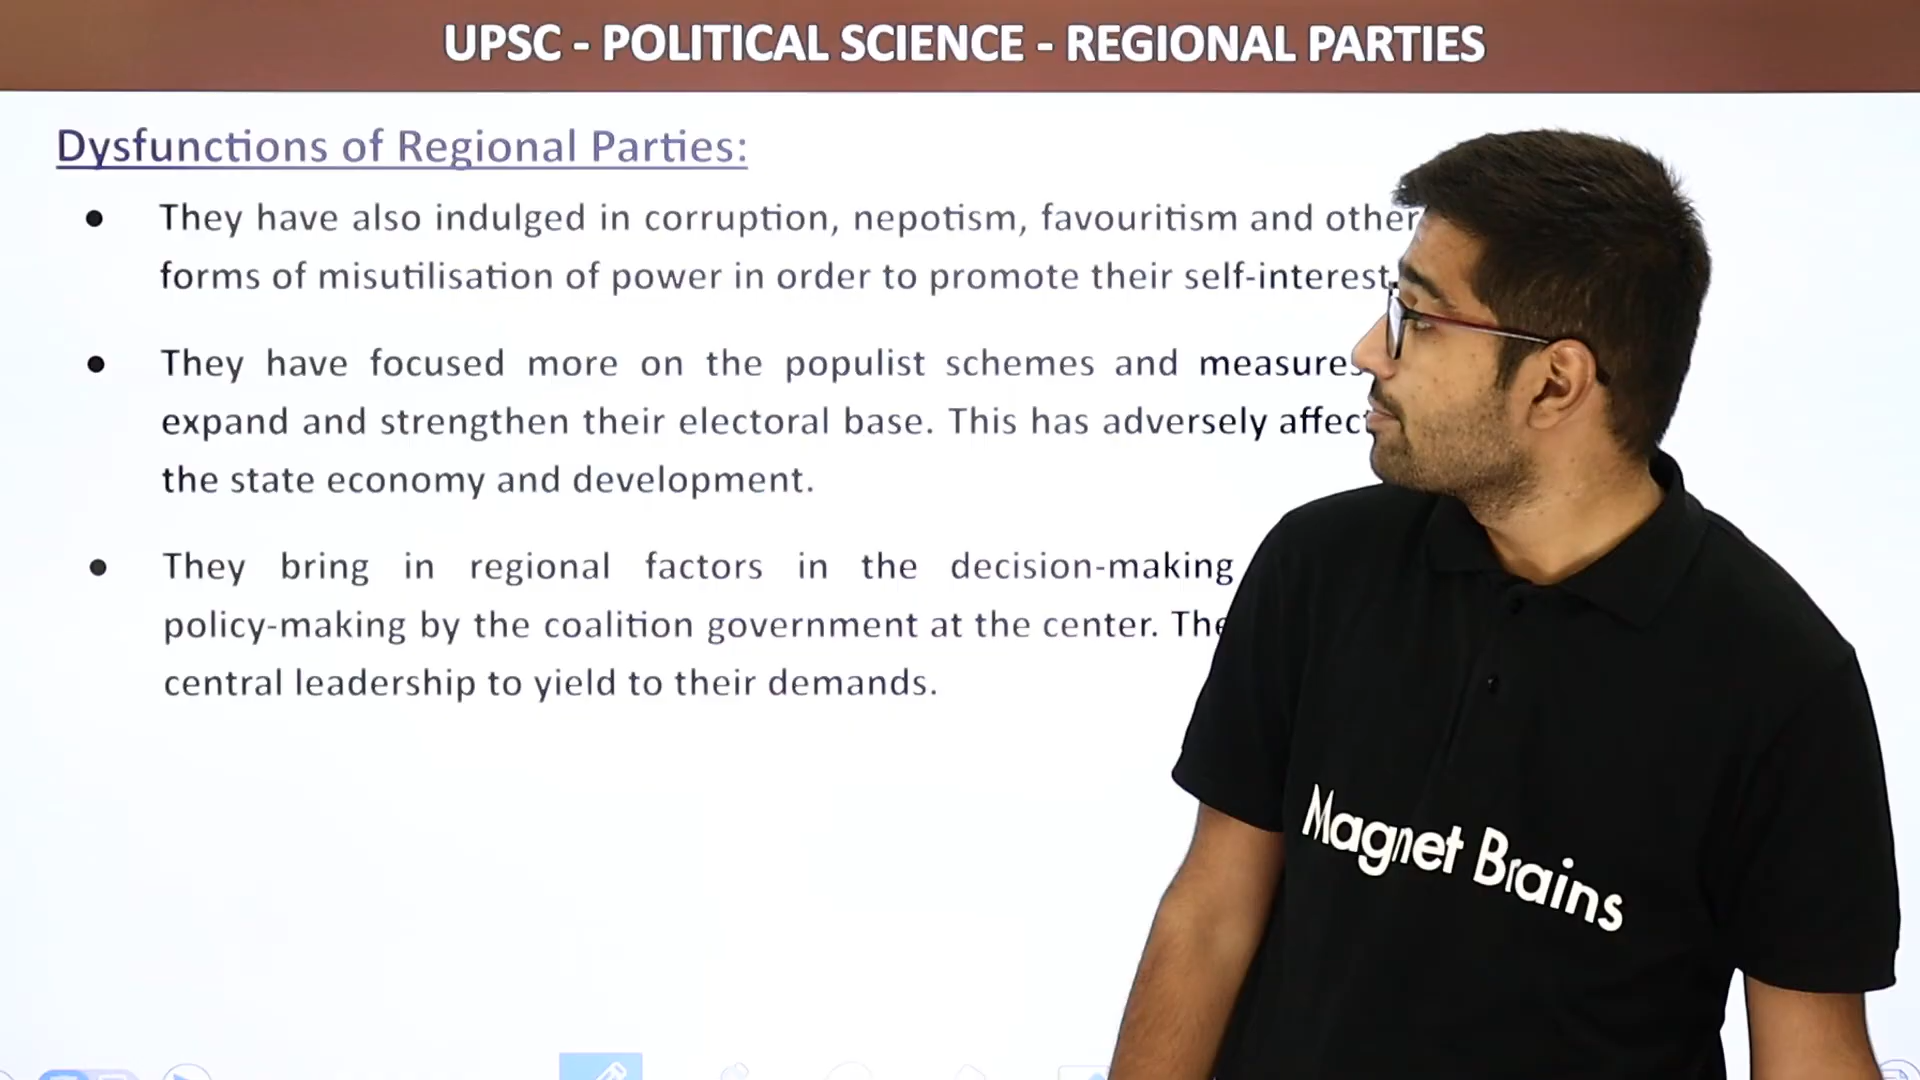 UPSC - POLITICAL SCIENCE - REGIONAL PARTIES
Dysfunctions of Regional Parties:
● They have also indulged in corruption, nepotism, favouritism and other
forms of misutilisation of power in order to promote their self-interest.
● They have focused more on the populist schemes and measures
expand and strengthen their electoral base. This has adversely
the state economy and development.
● They bring in regional factors in the decision-making
policy-making by the coalition government at the center.
central leadership to yield to their demands.
Magnet Brains